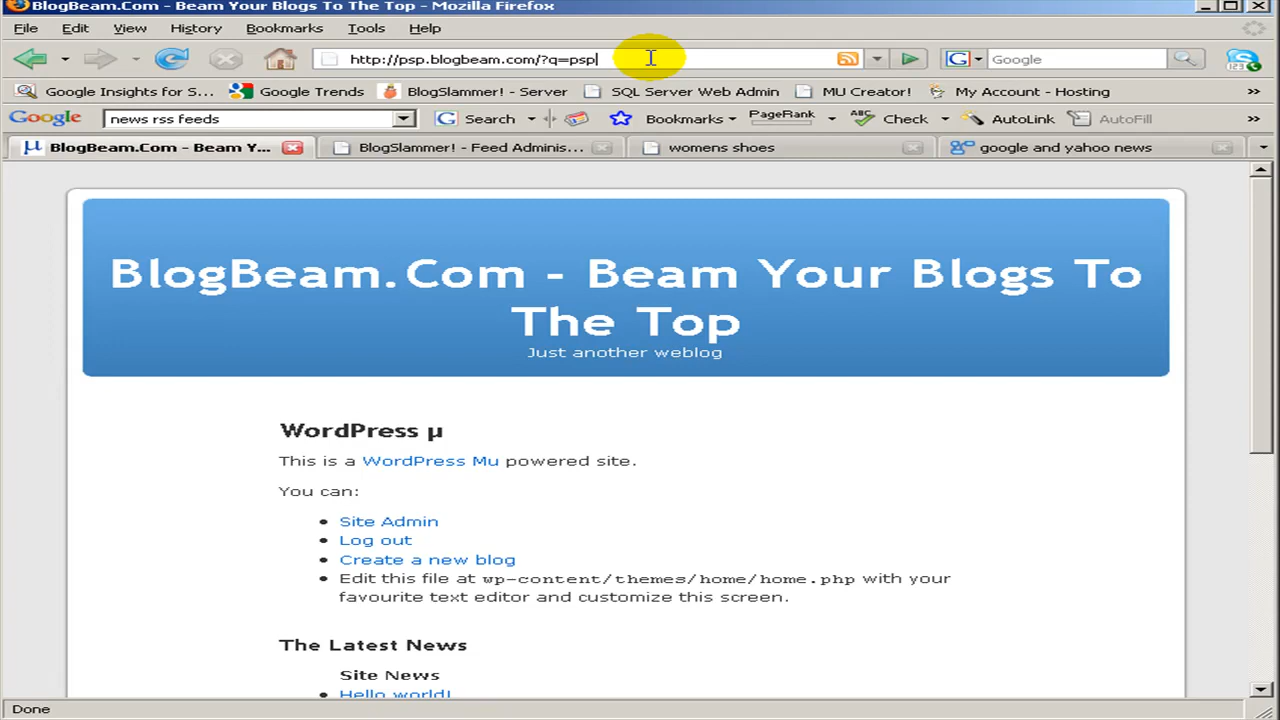 BlogBeam.Com - Beam Your Blogs To The Top - Mozilla Firefox
File Edit View History Bookmarks Tools Help
http://psp.blogbeam.com/?q=psp G Google 123
Google Insights for S... Google Trends BlogSlammer! - Server SQL Server Web Admin MU Creator! My Account - Hosting »
Google news rss feeds G Search Bookmarks PageRank ABC Check AutoLink AutoFill »
μ BlogBeam.Com - Beam Y... BlogSlammer! - Feed Adminis... womens shoes google and yahoo news
BlogBeam.Com - Beam Your Blogs To
The Top
Just another weblog
WordPress μ
This is a WordPress Mu powered site.
You can:
• Site Admin
• Log out
• Create a new blog
• Edit this file at wp-content/themes/home/home.php with your
favourite text editor and customize this screen.
The Latest News
Site News
• Hello world!
Done